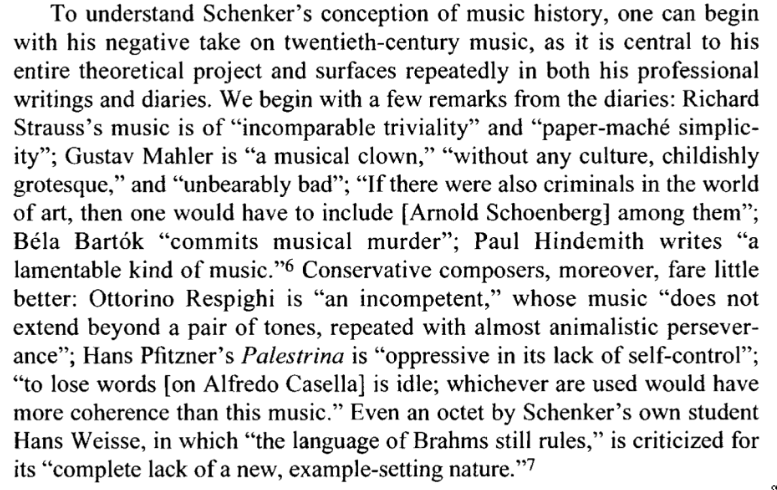 To understand Schenker’s conception of music history, one can begin
with his negative take on twentieth-century music, as it is central to his
entire theoretical project and surfaces repeatedly in both his professional
writings and diaries. We begin with a few remarks from the diaries: Richard
Strauss’s music is of “incomparable triviality” and “paper-maché simplic-
ity”; Gustav Mahler is “a musical clown,” “without any culture, childishly
grotesque,” and “unbearably bad”; “If there were also criminals in the world
of art, then one would have to include [Arnold Schoenberg] among them”;
Béla Bartók “commits musical murder”; Paul Hindemith writes “a
lamentable kind of music.”6 Conservative composers, moreover, fare little
better: Ottorino Respighi is “an incompetent,” whose music “does not
extend beyond a pair of tones, repeated with almost animalistic persever-
ance”; Hans Pfitzner’s Palestrina is “oppressive in its lack of self-control”;
“to lose words [on Alfredo Casella] is idle; whichever are used would have
more coherence than this music.” Even an octet by Schenker’s own student
Hans Weisse, in which “the language of Brahms still rules,” is criticized for
its “complete lack of a new, example-setting nature.”7